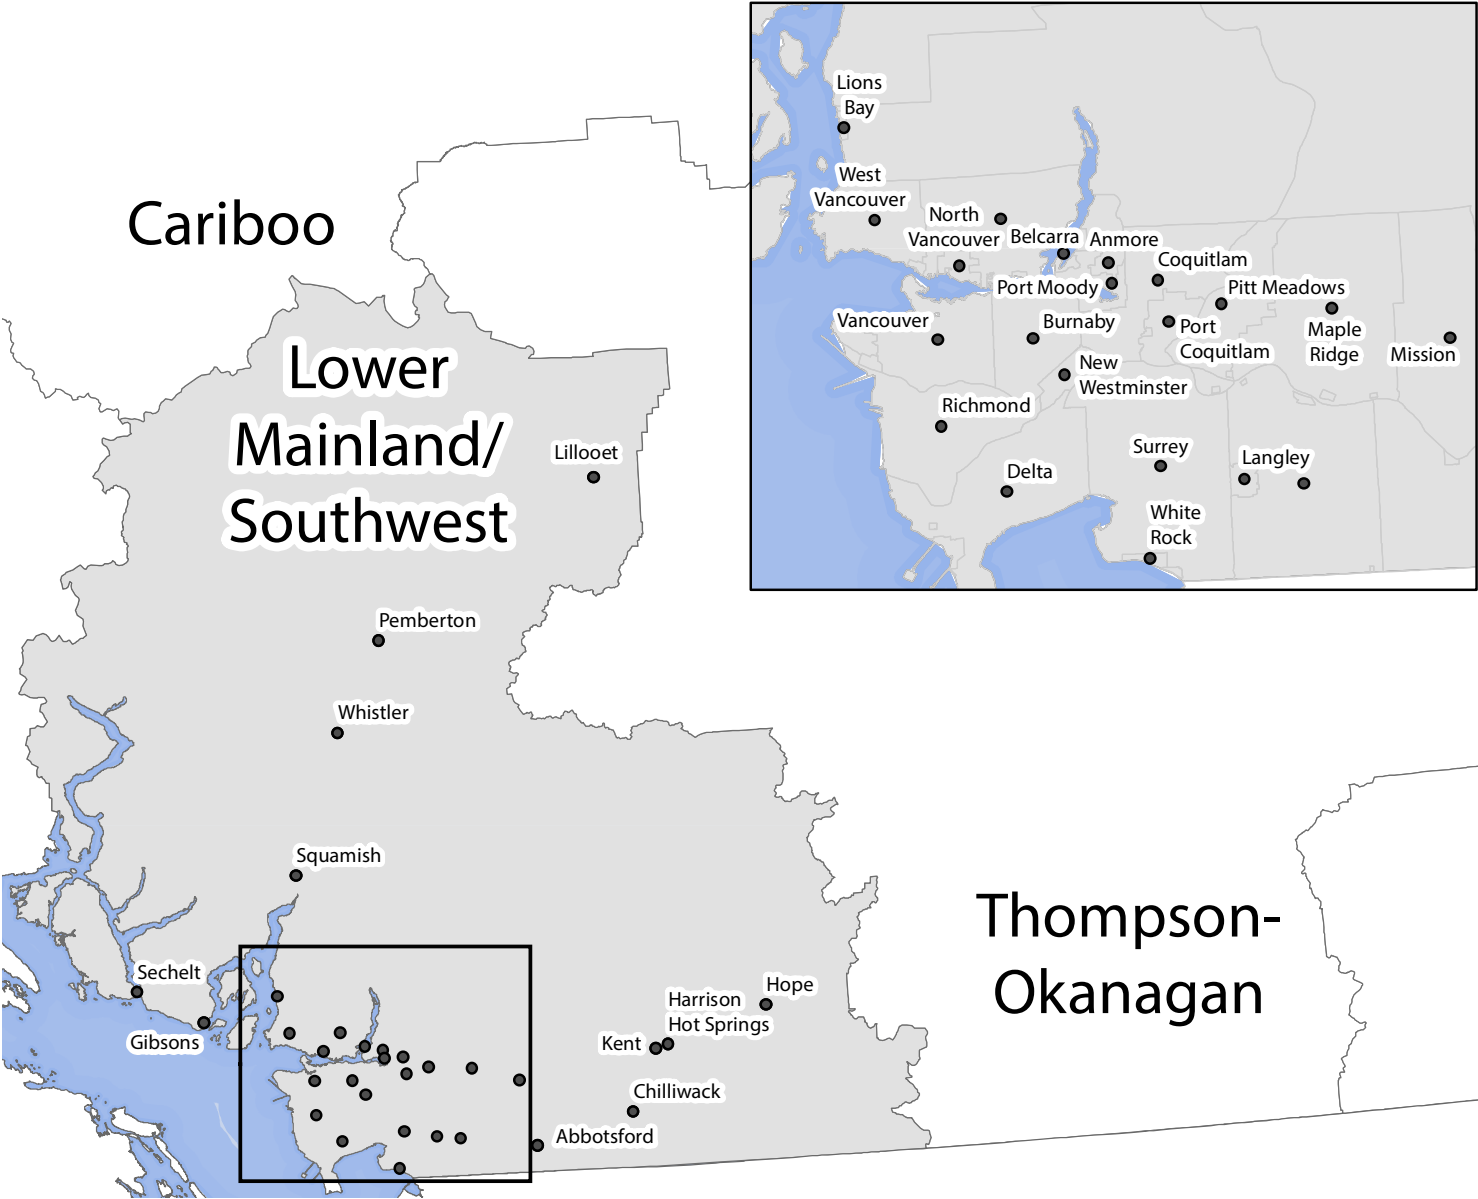 Cariboo
Lower
Mainland/
Southwest
Lillooet
Pemberton
Whistler
Squamish
Sechelt
Gibsons
Hope
Harrison
Hot Springs
Kent
Chilliwack
Abbotsford
Thompson-
Okanagan
Lions
Bay
West
Vancouver
North
Vancouver
Belcarra
Anmore
Coquitlam
Port Moody
Pitt Meadows
Vancouver
Burnaby
Port
Coquitlam
Maple
Ridge
Mission
New
Westminster
Richmond
Surrey
Langley
Delta
White
Rock